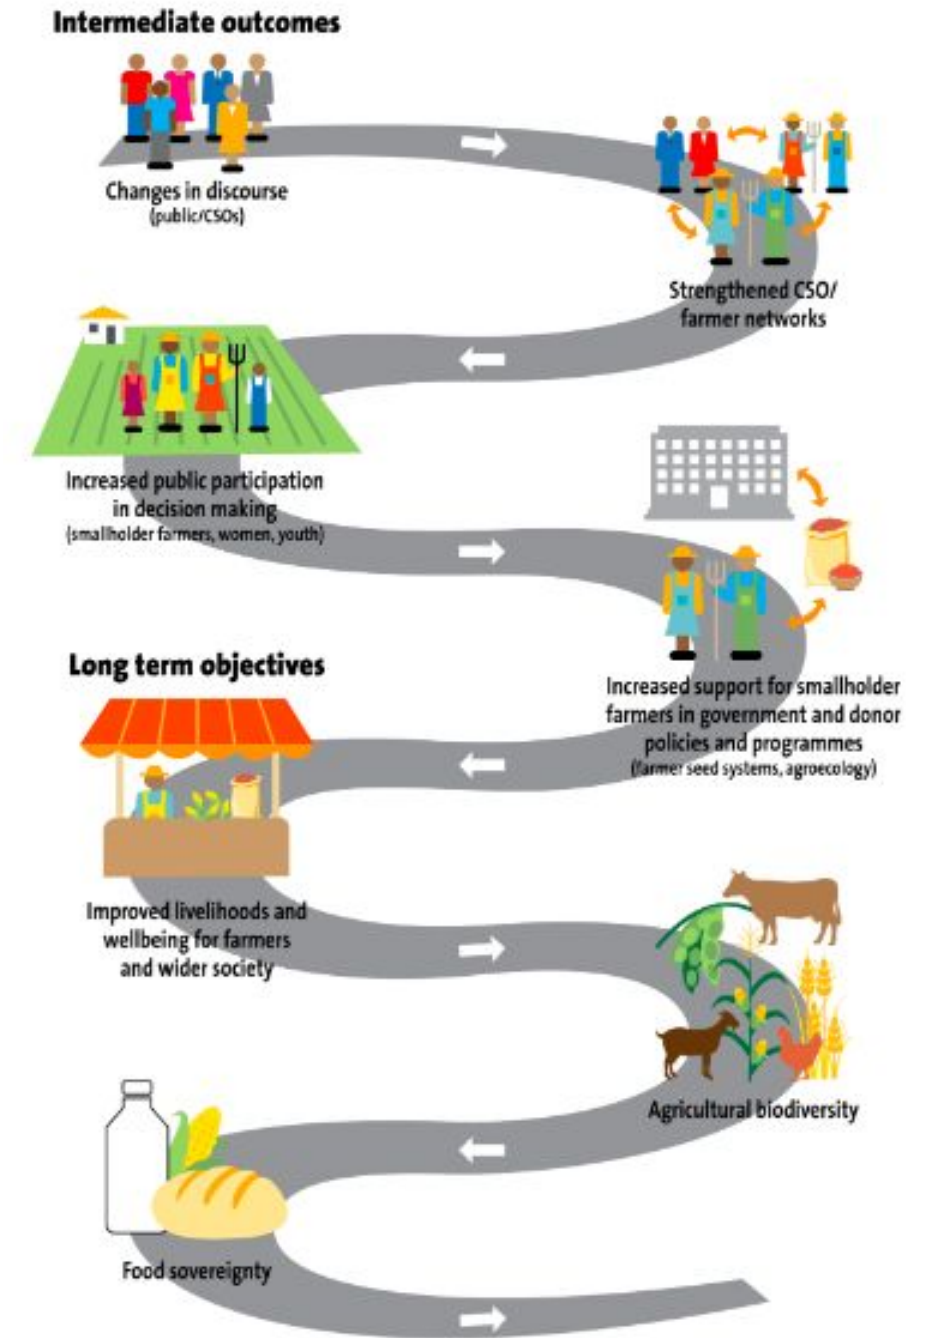 Intermediate outcomes
Changes in discourse
(public/CSOs)
Strengthened CSO/
farmer networks
Increased public participation
in decision making
(smallholder farmers, women, youth)
Increased support for smallholder
farmers in government and donor
policies and programmes
(farmer seed systems, agroecology)
Long term objectives
Improved livelihoods and
wellbeing for farmers
and wider society
Agricultural biodiversity
Food sovereignty